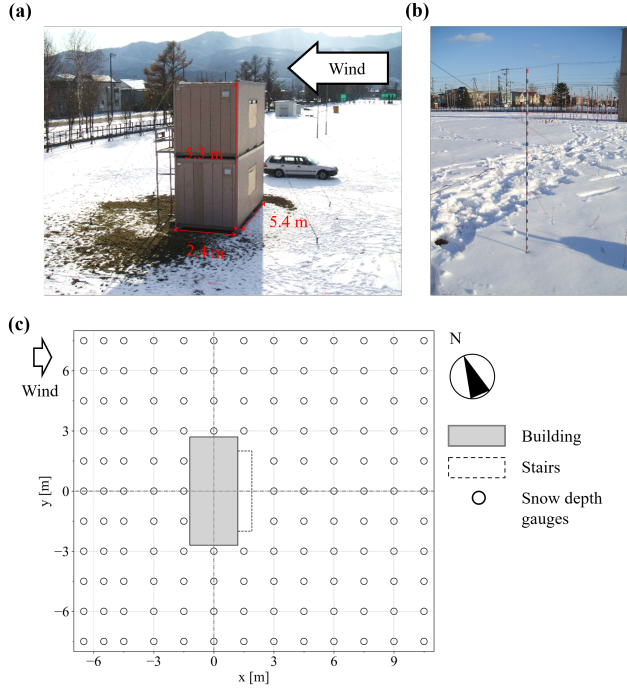 (a)
Wind
5.3 m
5.4 m
2.4 m
(b)
(c)
Wind
6
3
0
−3
−6
y [m]
−6
−3
0
3
6
9
x [m]
N
Building
Stairs
Snow depth
gauges